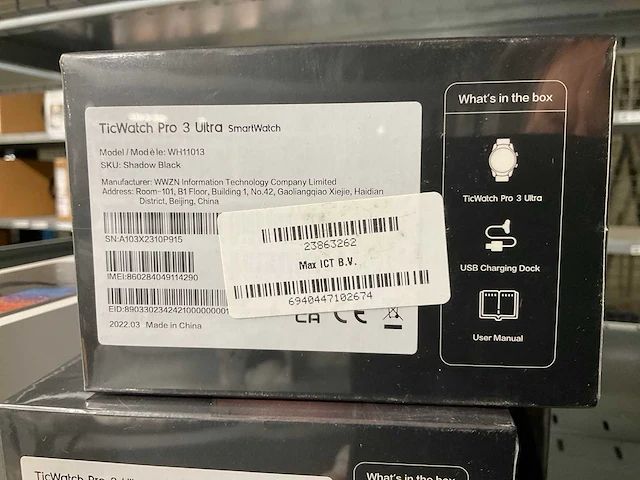 TicWatch Pro 3 Ultra SmartWatch
Model / Modèle: WH11013
SKU: Shadow Black
Manufacturer: WWZN Information Technology Company Limited
Address: Room-101, B1 Floor, Building 1, No.42, Gaoliangqiao Xiejie, Haidian
District, Beijing, China
SN:A103X2310P915
IMEI:860284049114290
2022.03 Made in China
23863262
Max ICT B.V.
6940447102674
What's in the box
TicWatch Pro 3 Ultra
USB Charging Dock
User Manual
TicWatch Pro 3
What's in the box